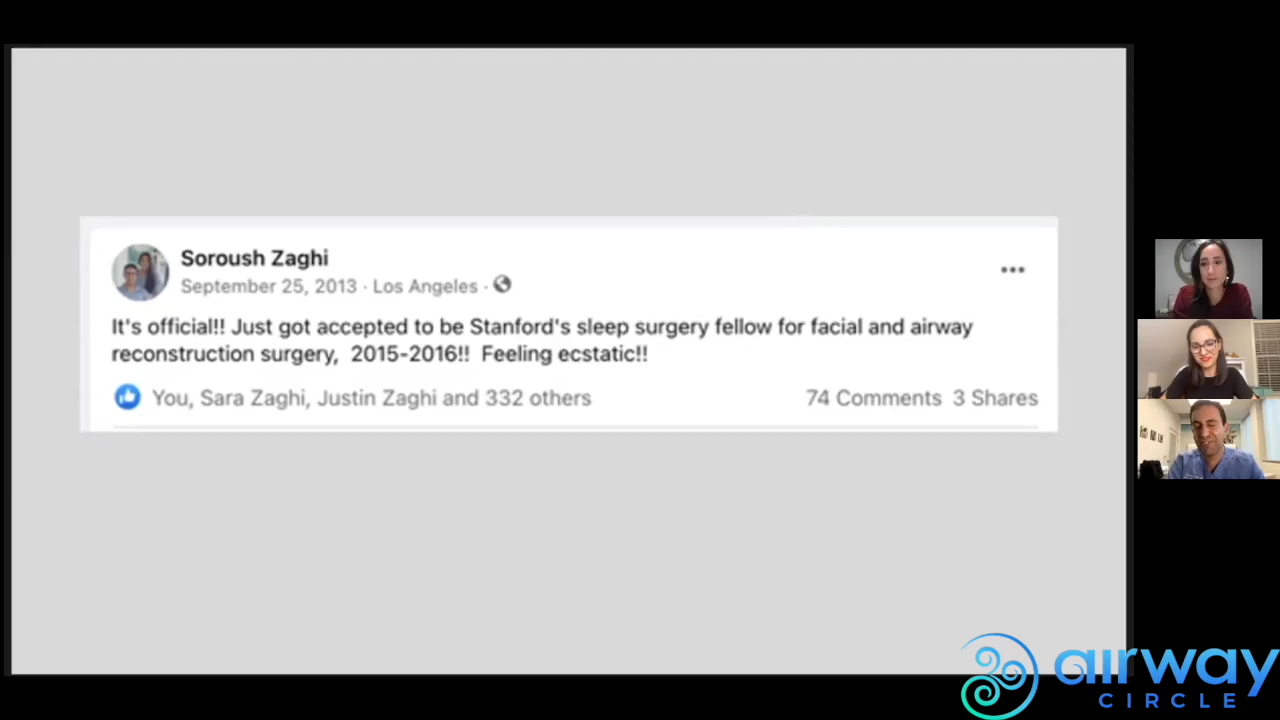 Soroush Zaghi
September 25, 2013 · Los Angeles ·
It's official!! Just got accepted to be Stanford's sleep surgery fellow for facial and airway
reconstruction surgery,  2015-2016!!  Feeling ecstatic!!
You, Sara Zaghi, Justin Zaghi and 332 others
74 Comments 3 Shares
airway
CIRCLE